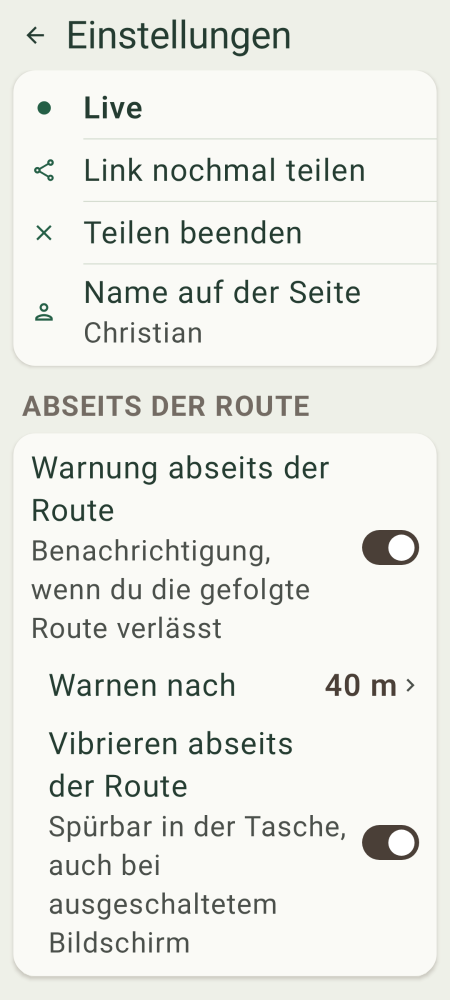 Einstellungen
Live
Link nochmal teilen
Teilen beenden
Name auf der Seite
Christian
ABSEITS DER ROUTE
Warnung abseits der
Route
Benachrichtigung,
wenn du die gefolgte
Route verlässt
Warnen nach 40 m
Vibrieren abseits
der Route
Spürbar in der Tasche,
auch bei
ausgeschaltetem
Bildschirm